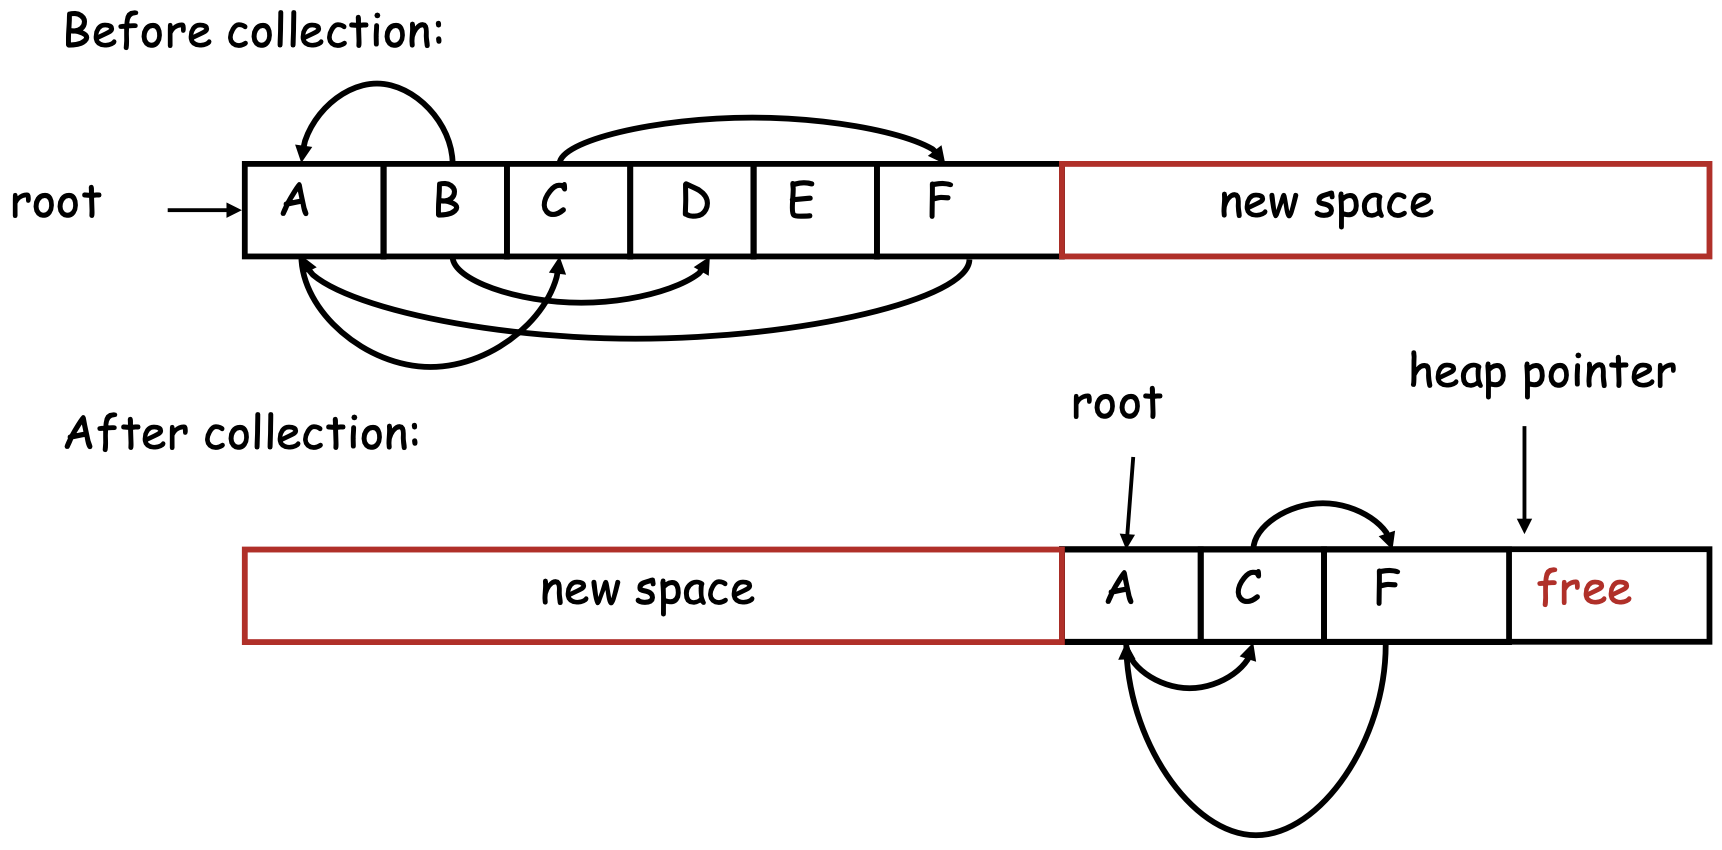 Before collection:
root
A B C D E F
new space
heap pointer
root
After collection:
new space
A C F
free